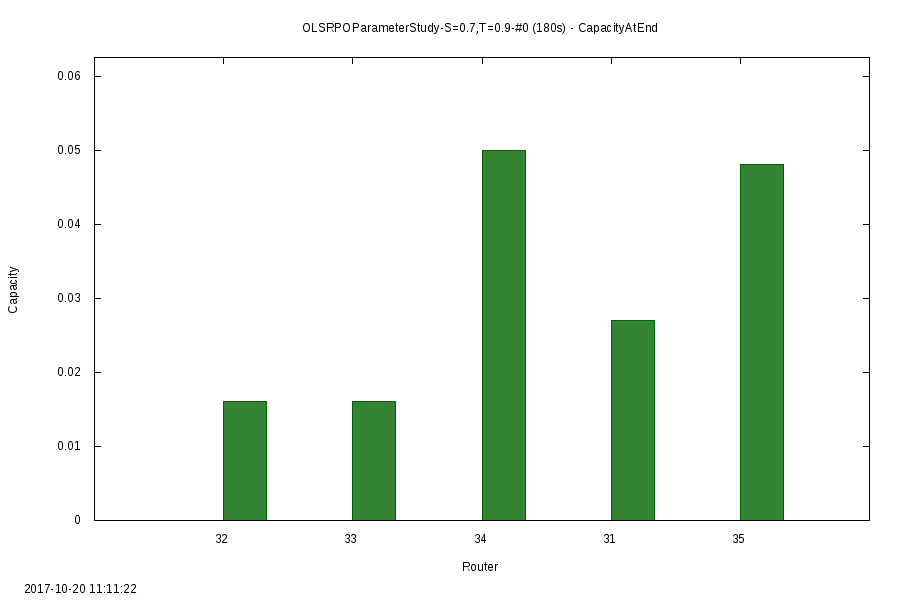 OLSRPOParameterStudy-S=0.7,T=0.9-#0 (180s) - CapacityAtEnd
0.06
0.05
0.04
0.03
0.02
0.01
0
Capacity
32 33 34 31 35
Router
2017-10-20 11:11:22